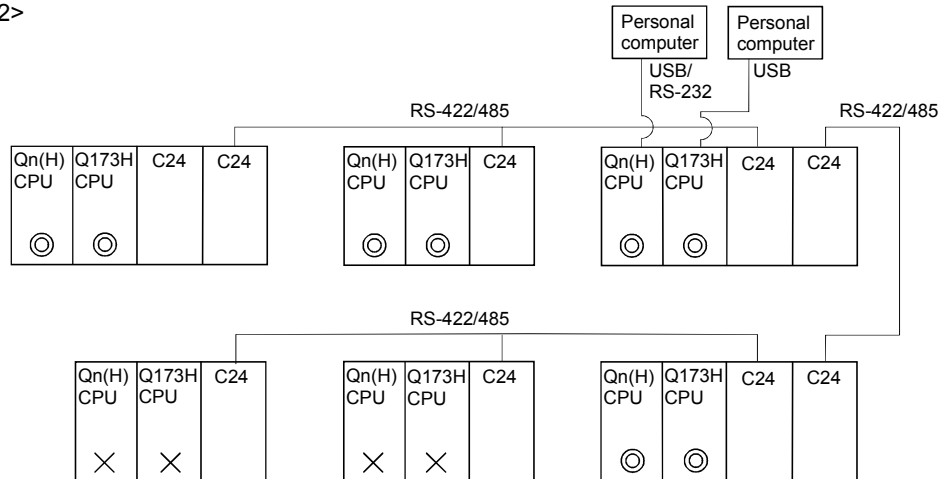 2>
Personal
computer
Personal
computer
USB/
RS-232
USB
RS-422/485
RS-422/485
Qn(H)
CPU
Q173H
CPU
C24
C24
Qn(H)
CPU
Q173H
CPU
C24
Qn(H)
CPU
Q173H
CPU
C24
C24
RS-422/485
Qn(H)
CPU
Q173H
CPU
C24
Qn(H)
CPU
Q173H
CPU
C24
Qn(H)
CPU
Q173H
CPU
C24
C24